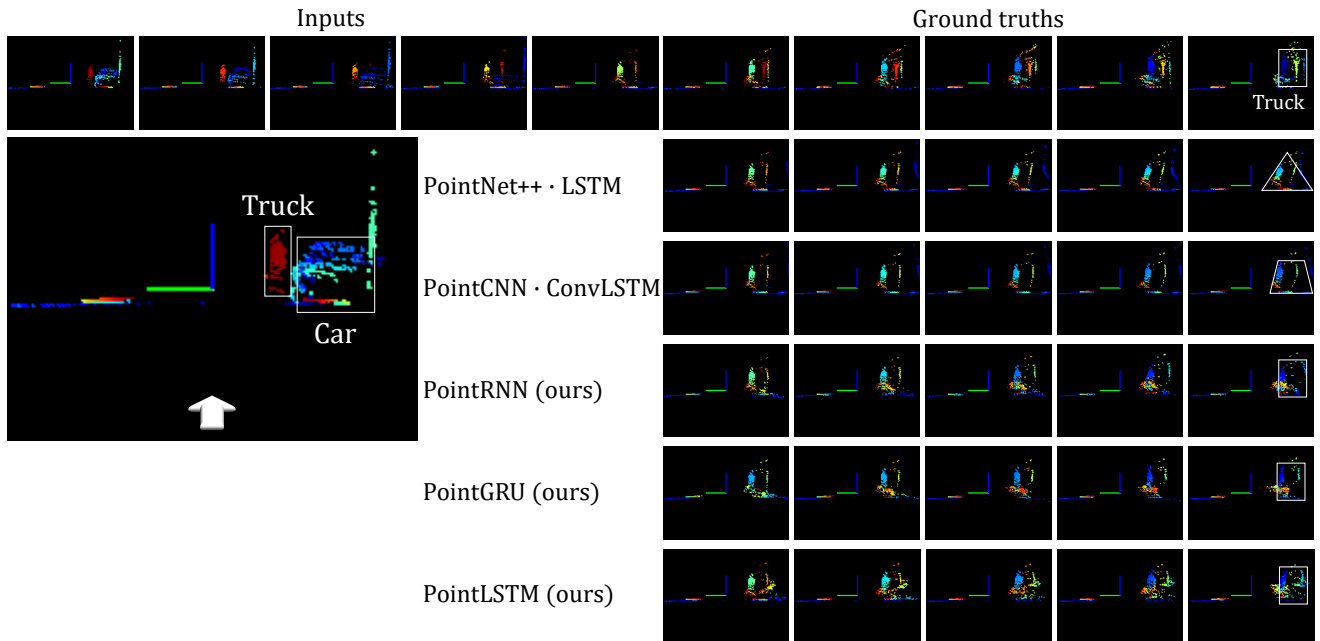 Inputs
Ground truths
Truck
Truck
Car
PointNet++ · LSTM
PointCNN · ConvLSTM
PointRNN (ours)
PointGRU (ours)
PointLSTM (ours)